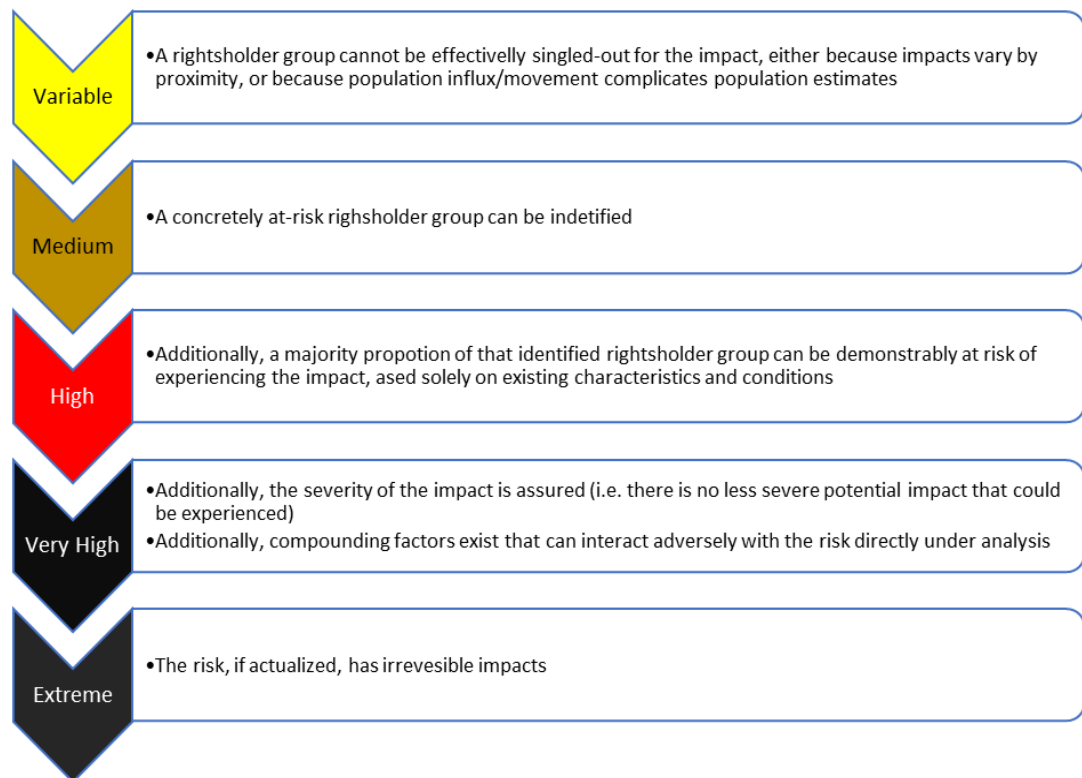 Variable
•A rightsholder group cannot be effectivelly singled-out for the impact, either because impacts vary by
proximity, or because population influx/movement complicates population estimates
Medium
•A concretely at-risk righsholder group can be indetified
High
•Additionally, a majority propotion of that identified rightsholder group can be demonstrably at risk of
experiencing the impact, ased solely on existing characteristics and conditions
Very High
•Additionally, the severity of the impact is assured (i.e. there is no less severe potential impact that could
be experienced)
•Additionally, compounding factors exist that can interact adversely with the risk directly under analysis
Extreme
•The risk, if actualized, has irrevesible impacts